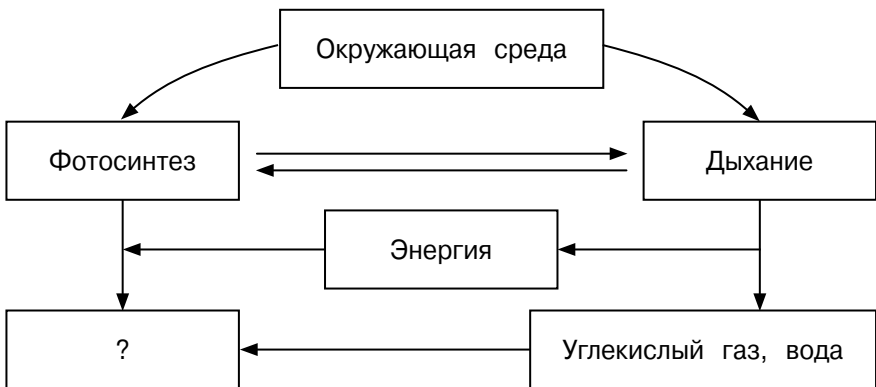 Окружающая среда
Фотосинтез
Дыхание
Энергия
?
Углекислый газ, вода